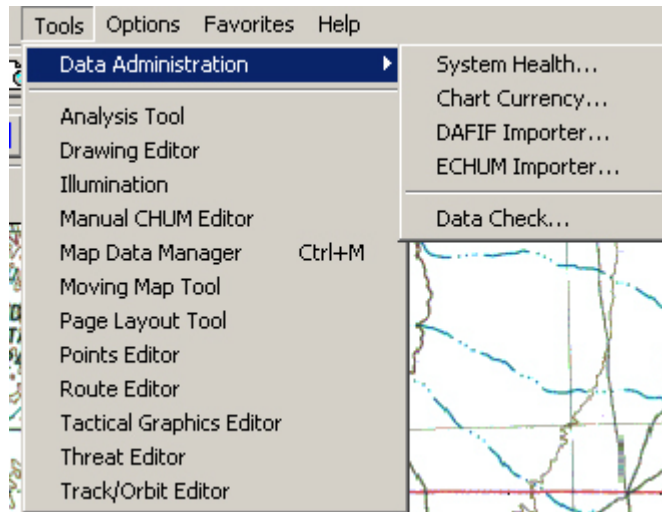 Tools Options Favorites Help
Data Administration
Analysis Tool
Drawing Editor
Illumination
Manual CHUM Editor
Map Data Manager Ctrl+M
Moving Map Tool
Page Layout Tool
Points Editor
Route Editor
Tactical Graphics Editor
Threat Editor
Track/Orbit Editor
System Health...
Chart Currency...
DAFIF Importer...
ECHUM Importer...
Data Check...